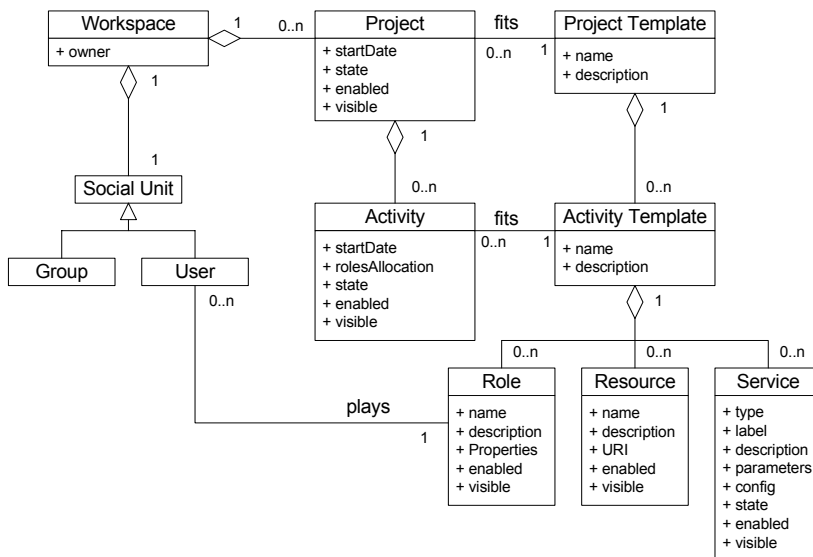 Workspace
+ owner
1
0..n
Project
+ startDate
+ state
+ enabled
+ visible
fits
0..n
1
Project Template
+ name
+ description
1
1
1
1
0..n
0..n
Social Unit
Group
User
0..n
Activity
+ startDate
+ rolesAllocation
+ state
+ enabled
+ visible
fits
0..n
1
Activity Template
+ name
+ description
1
0..n
0..n
0..n
plays
1
Role
+ name
+ description
+ Properties
+ enabled
+ visible
Resource
+ name
+ description
+ URI
+ enabled
+ visible
Service
+ type
+ label
+ description
+ parameters
+ config
+ state
+ enabled
+ visible